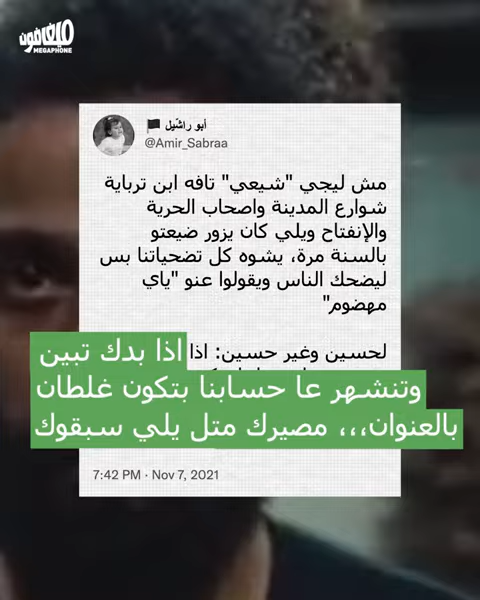 ميغافون
MEGAPHONE
أبو راشيل
@Amir_Sabraa
مش ليجي "شيعي" تافه ابن ترباية
شوارع المدينة واصحاب الحرية
والإنفتاح ويلي كان يزور ضيعتو
بالسنة مرة، يشوه كل تضحياتنا بس
ليضحك الناس ويقولوا عنو "ياي
مهضوم"
لحسين وغير حسين: اذا
اذا بدك تبين
وتنشهر عا حسابنا بتكون غلطان
بالعنوان،،، مصيرك متل يلي سبقوك
7:42 PM · Nov 7, 2021